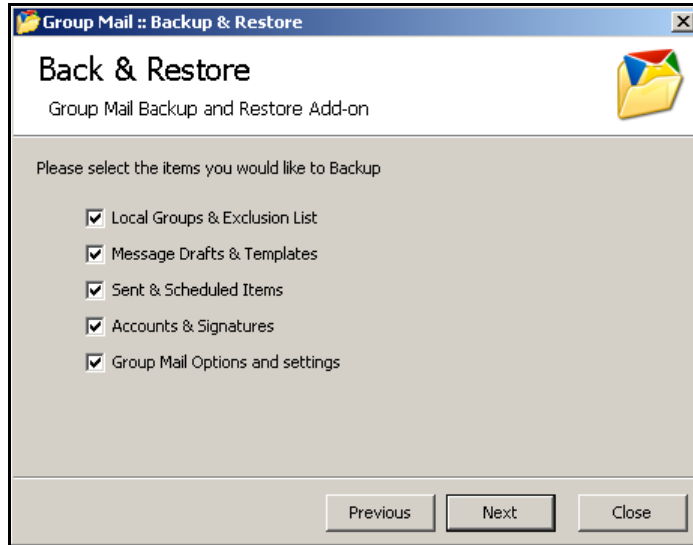 Group Mail :: Backup & Restore
Back & Restore
Group Mail Backup and Restore Add-on
Please select the items you would like to Backup
Local Groups & Exclusion List
Message Drafts & Templates
Sent & Scheduled Items
Accounts & Signatures
Group Mail Options and settings
Previous Next Close